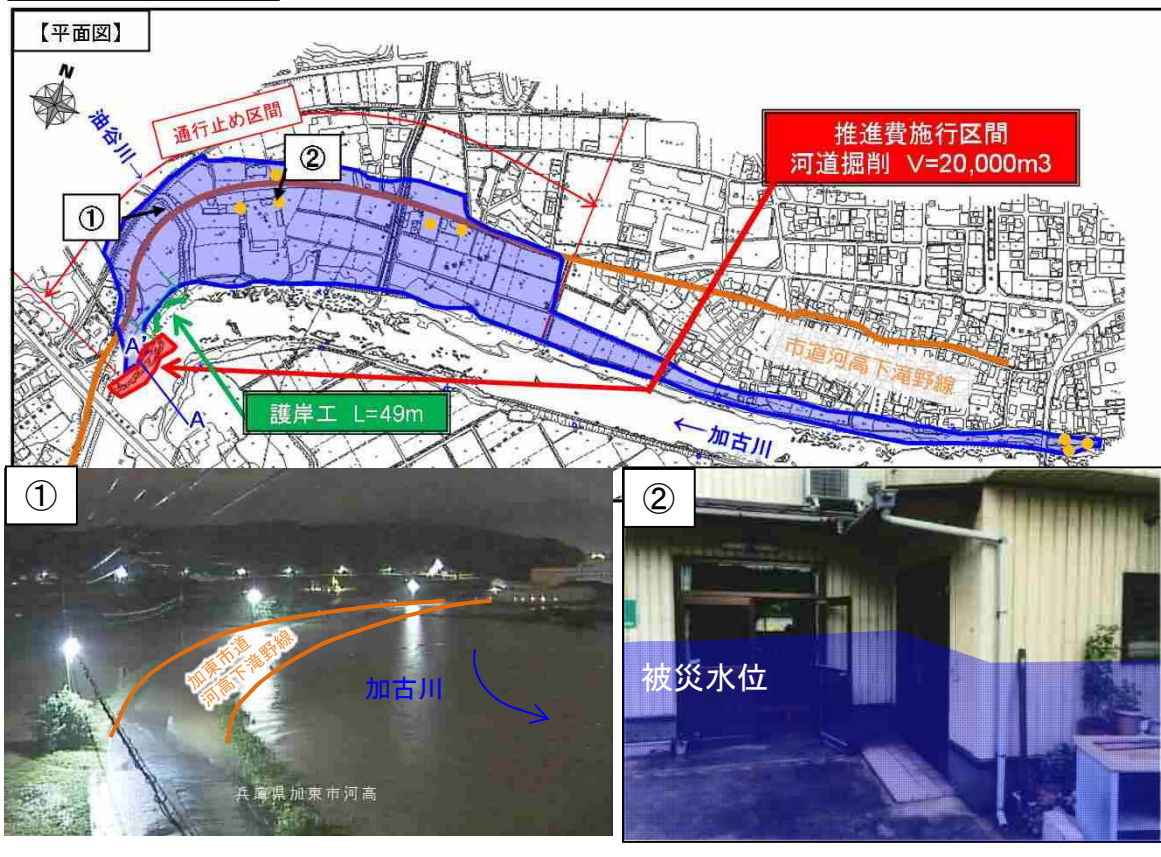 【平面図】
N
油谷川
通行止め区間
②
①
推進費施行区間
河道掘削 V=20,000m3
市道河高下滝野線
A'
A
護岸工 L=49m
←加古川
①
加東市道
河高下滝野線
加古川
兵庫県加東市河高
②
被災水位